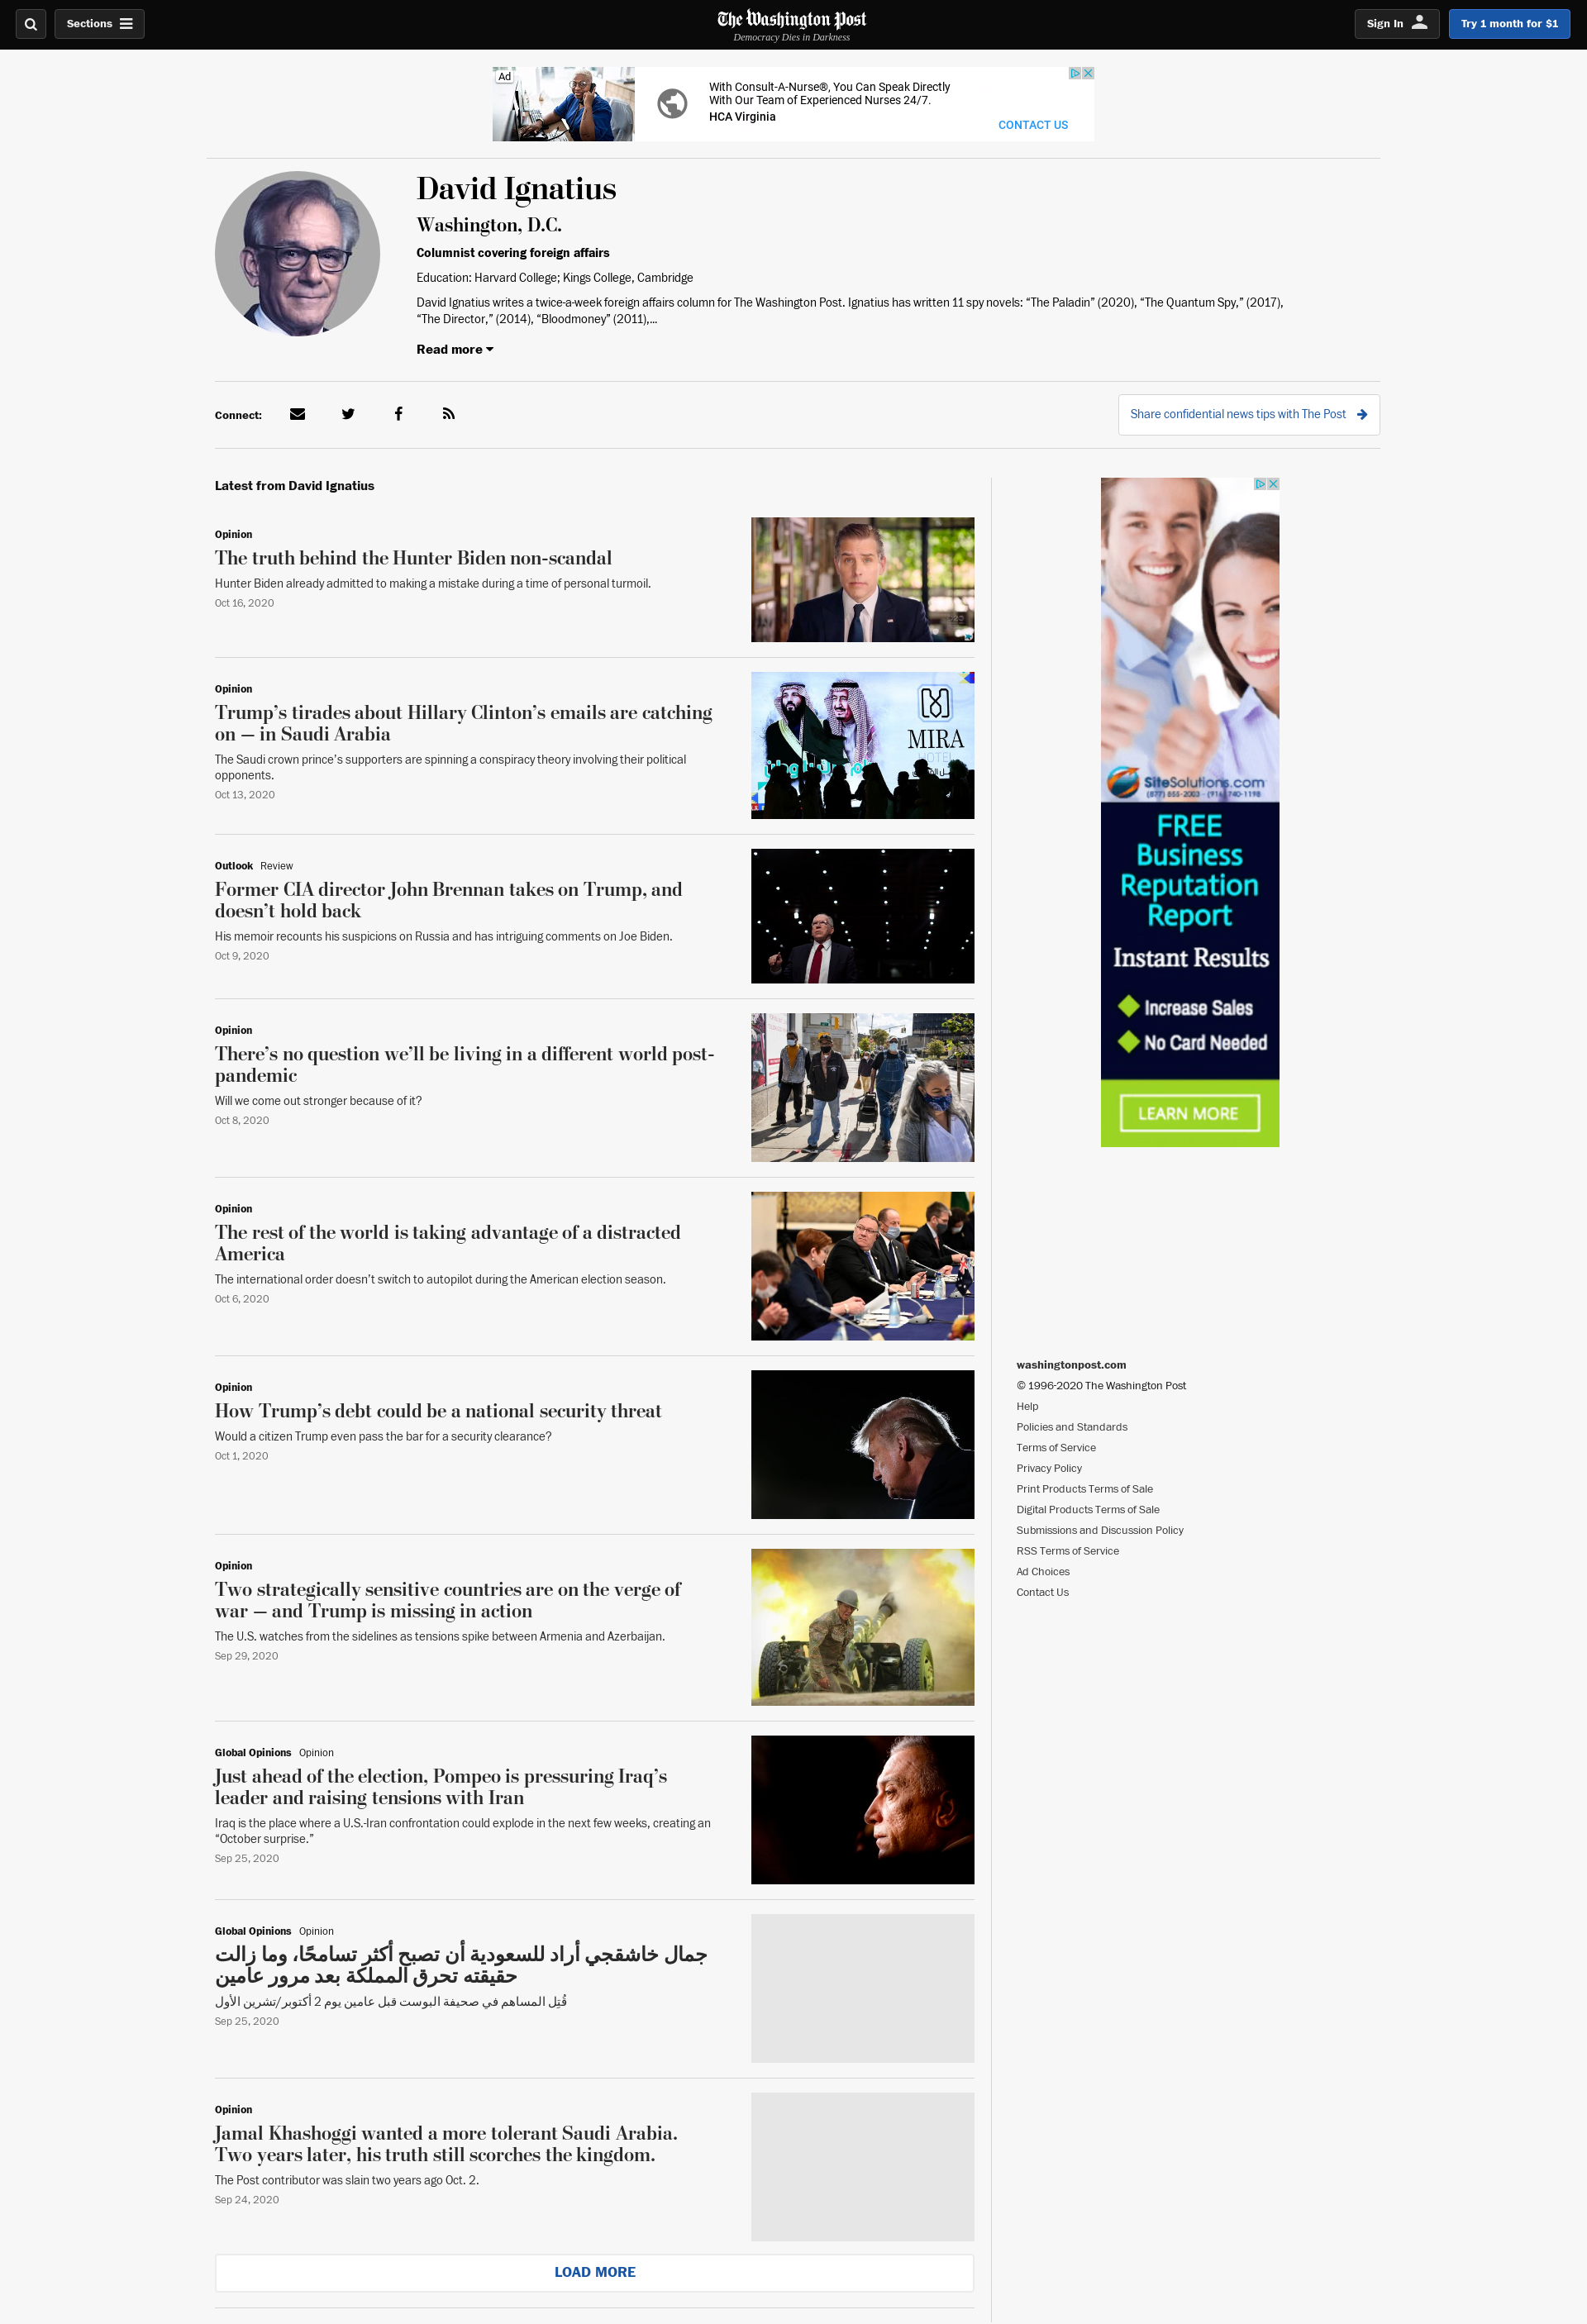 Sections
The Washington Post
Democracy Dies in Darkness
Sign In
Try 1 month for $1
Ad
With Consult-A-Nurse®, You Can Speak Directly
With Our Team of Experienced Nurses 24/7.
HCA Virginia
CONTACT US
David Ignatius
Washington, D.C.
Columnist covering foreign affairs
Education: Harvard College; Kings College, Cambridge
David Ignatius writes a twice-a-week foreign affairs column for The Washington Post. Ignatius has written 11 spy novels: “The Paladin” (2020), “The Quantum Spy,” (2017),
“The Director,” (2014), “Bloodmoney” (2011),...
Read more
Connect:
Share confidential news tips with The Post
Latest from David Ignatius
Opinion
The truth behind the Hunter Biden non-scandal
Hunter Biden already admitted to making a mistake during a time of personal turmoil.
Oct 16, 2020
Opinion
Trump’s tirades about Hillary Clinton’s emails are catching
on — in Saudi Arabia
The Saudi crown prince’s supporters are spinning a conspiracy theory involving their political
opponents.
Oct 13, 2020
MIRA
HOTEL
Outlook Review
Former CIA director John Brennan takes on Trump, and
doesn’t hold back
His memoir recounts his suspicions on Russia and has intriguing comments on Joe Biden.
Oct 9, 2020
Opinion
There’s no question we’ll be living in a different world post-
pandemic
Will we come out stronger because of it?
Oct 8, 2020
Opinion
The rest of the world is taking advantage of a distracted
America
The international order doesn’t switch to autopilot during the American election season.
Oct 6, 2020
Opinion
How Trump’s debt could be a national security threat
Would a citizen Trump even pass the bar for a security clearance?
Oct 1, 2020
Opinion
Two strategically sensitive countries are on the verge of
war — and Trump is missing in action
The U.S. watches from the sidelines as tensions spike between Armenia and Azerbaijan.
Sep 29, 2020
Global Opinions Opinion
Just ahead of the election, Pompeo is pressuring Iraq’s
leader and raising tensions with Iran
Iraq is the place where a U.S.-Iran confrontation could explode in the next few weeks, creating an
“October surprise.”
Sep 25, 2020
Global Opinions Opinion
جمال خاشقجي أراد للسعودية أن تصبح أكثر تسامحًا، وما زالت
حقيقته تحرق المملكة بعد مرور عامين
قُتِل المساهم في صحيفة البوست قبل عامين يوم 2 أكتوبر/تشرين الأول
Sep 25, 2020
Opinion
Jamal Khashoggi wanted a more tolerant Saudi Arabia.
Two years later, his truth still scorches the kingdom.
The Post contributor was slain two years ago Oct. 2.
Sep 24, 2020
LOAD MORE
SiteSolutions.com
(877) 855-2003 - (916) 740-1198
FREE
Business
Reputation
Report
Instant Results
Increase Sales
No Card Needed
LEARN MORE
washingtonpost.com
© 1996-2020 The Washington Post
Help
Policies and Standards
Terms of Service
Privacy Policy
Print Products Terms of Sale
Digital Products Terms of Sale
Submissions and Discussion Policy
RSS Terms of Service
Ad Choices
Contact Us